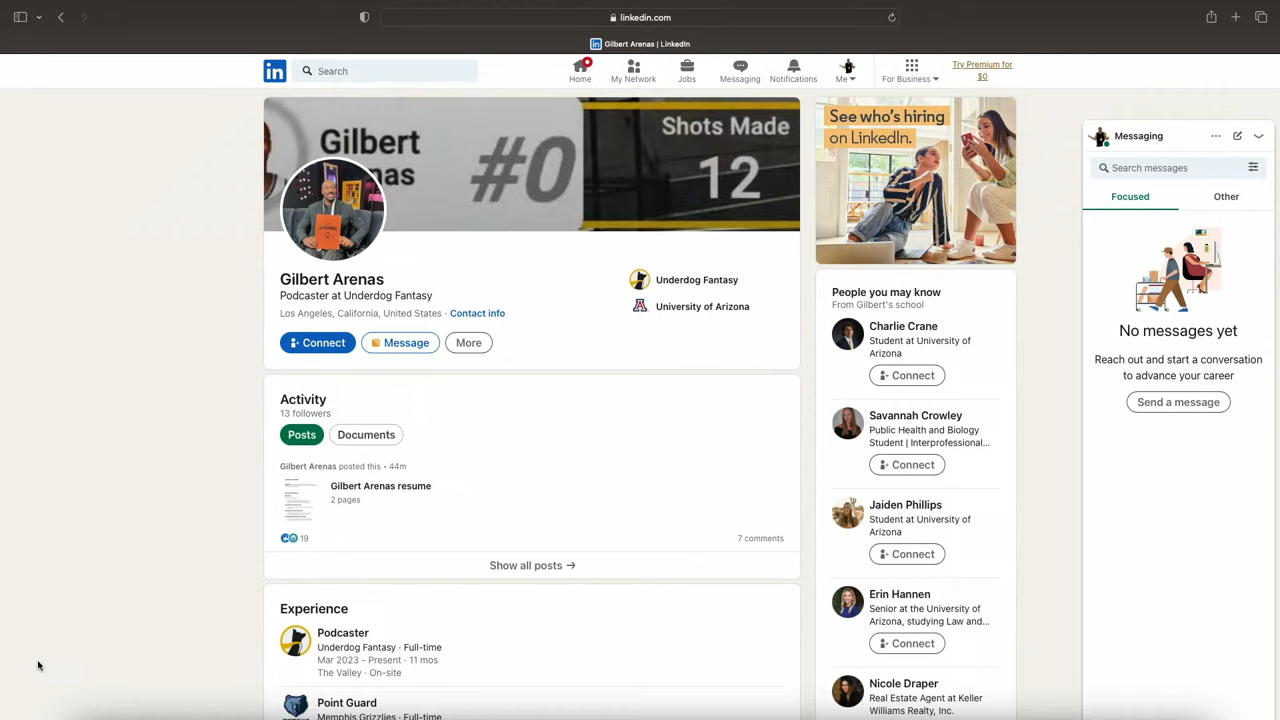 linkedin.com
Gilbert Arenas | LinkedIn
in
Search
Home
My Network
Jobs
Messaging
Notifications
Me
For Business
Try Premium for
$0
Gilbert
nas
#0
Shots Made
12
Gilbert Arenas
Podcaster at Underdog Fantasy
Los Angeles, California, United States · Contact info
Connect
Message
More
Underdog Fantasy
University of Arizona
Activity
13 followers
Posts
Documents
Gilbert Arenas posted this • 44m
Gilbert Arenas resume
2 pages
19
7 comments
Show all posts →
Experience
Podcaster
Underdog Fantasy · Full-time
Mar 2023 - Present · 11 mos
The Valley · On-site
Point Guard
Memphis Grizzlies · Full-time
See who's hiring
on LinkedIn.
People you may know
From Gilbert's school
Charlie Crane
Student at University of
Arizona
Connect
Savannah Crowley
Public Health and Biology
Student | Interprofessional...
Connect
Jaiden Phillips
Student at University of
Arizona
Connect
Erin Hannen
Senior at the University of
Arizona, studying Law and...
Connect
Nicole Draper
Real Estate Agent at Keller
Williams Realty, Inc.
Messaging
Search messages
Focused
Other
No messages yet
Reach out and start a conversation
to advance your career
Send a message